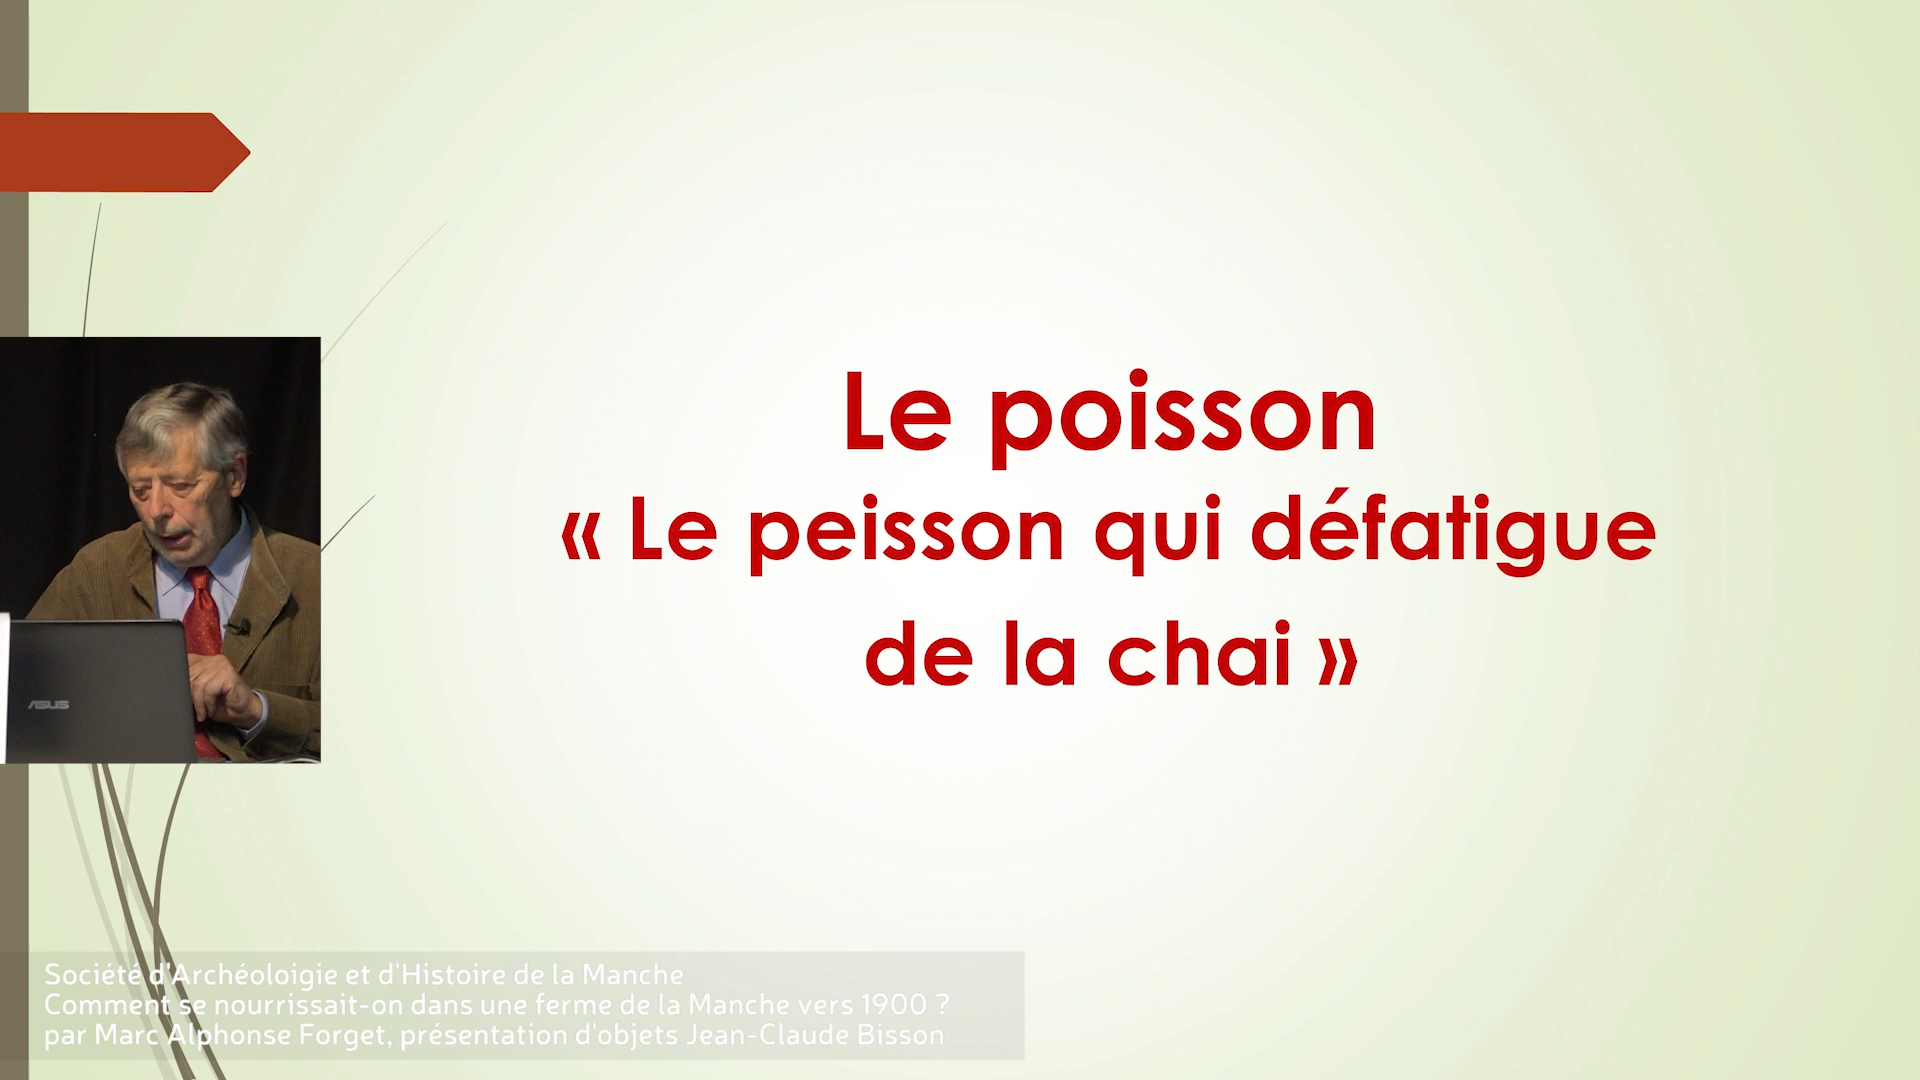 Le poisson
« Le peisson qui défatigue
de la chai »
ASUS
Société d'Archéoloigie et d'Histoire de la Manche
Comment se nourrissait-on dans une ferme de la Manche vers 1900 ?
par Marc Alphonse Forget, présentation d'objets Jean-Claude Bisson